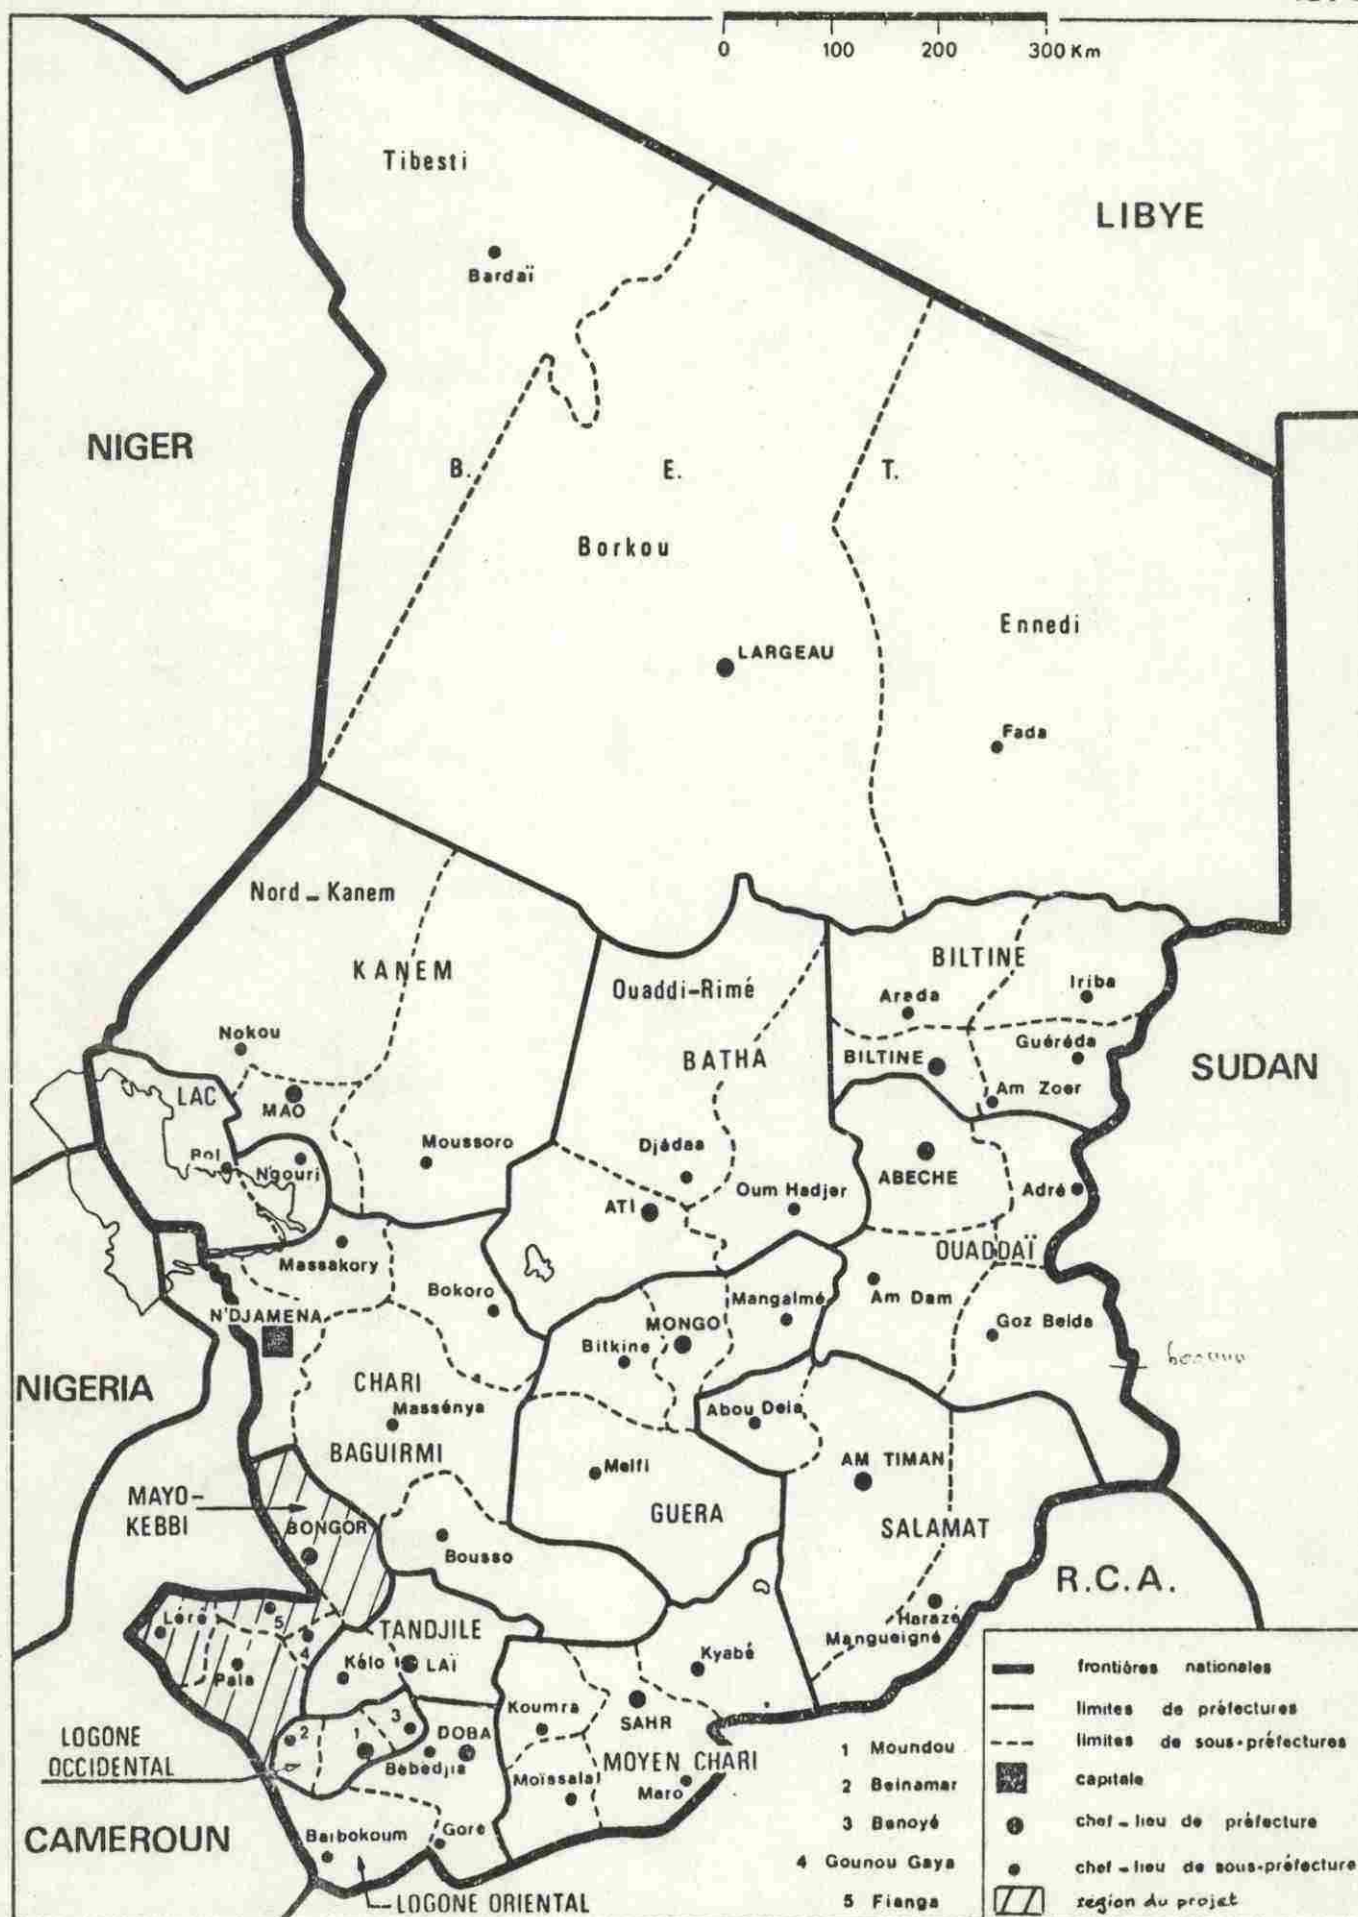 0 100 200 300 Km
Tibesti
LIBYE
Bardaï
NIGER
B. E. T.
Borkou
Ennedi
LARGEAU
Fada
Nord - Kanem
KANEM
BILTINE
Ouaddi-Rimé
Arada
Iriba
Nokou
BATHA
BILTINE
Guéréda
SUDAN
LAC
MAO
Am Zoer
Moussoro
Djédaa
Bol
N'gouri
ABECHE
Adré
ATI
Oum Hadjer
OUADDAÏ
Massakory
Bokoro
Am Dam
N'DJAMENA
Mangalmé
MONGO
Goz Beida
Bitkine
NIGERIA
CHARI
Massénya
Abou Deia
BAGUIRMI
Melfi
AM TIMAN
MAYO-
KEBBI
GUERA
BONGOR
SALAMAT
Bousso
R.C.A.
Léré
5
TANDJILE
Harazé
Mangueigné
4
Pala
Kélo
LAÏ
Kyabé
Koumra
SAHR
LOGONE
OCCIDENTAL
2
1
3
DOBA
Bébedjia
MOYEN CHARI
Moïssala
Maro
CAMEROUN
Baïbokoum
Goré
LOGONE ORIENTAL
1 Moundou
2 Beinamar
3 Benoyé
4 Gounou Gaya
5 Fianga
frontières nationales
limites de préfectures
limites de sous-préfectures
capitale
chef-lieu de préfecture
chef-lieu de sous-préfecture
région du projet